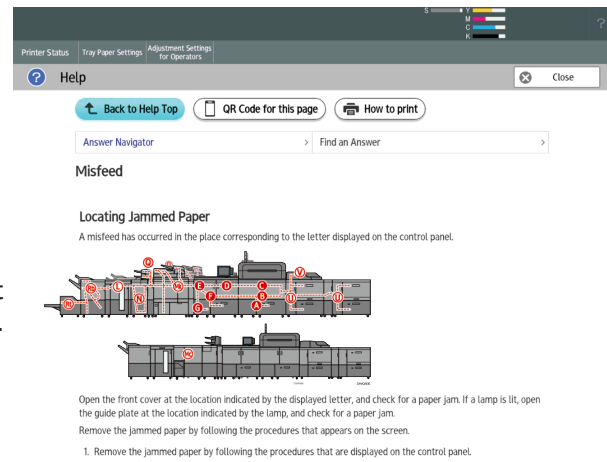 S Y
M
C
K
?
Printer Status Tray Paper Settings Adjustment Settings for Operators
? Help Close
Back to Help Top QR Code for this page How to print
Answer Navigator > Find an Answer >
Misfeed
Locating Jammed Paper
A misfeed has occurred in the place corresponding to the letter displayed on the control panel.
Q V
L N E D C F B G A U U
Open the front cover at the location indicated by the displayed letter, and check for a paper jam. If a lamp is lit, open
the guide plate at the location indicated by the lamp, and check for a paper jam.
Remove the jammed paper by following the procedures that appears on the screen.
1. Remove the jammed paper by following the procedures that are displayed on the control panel.